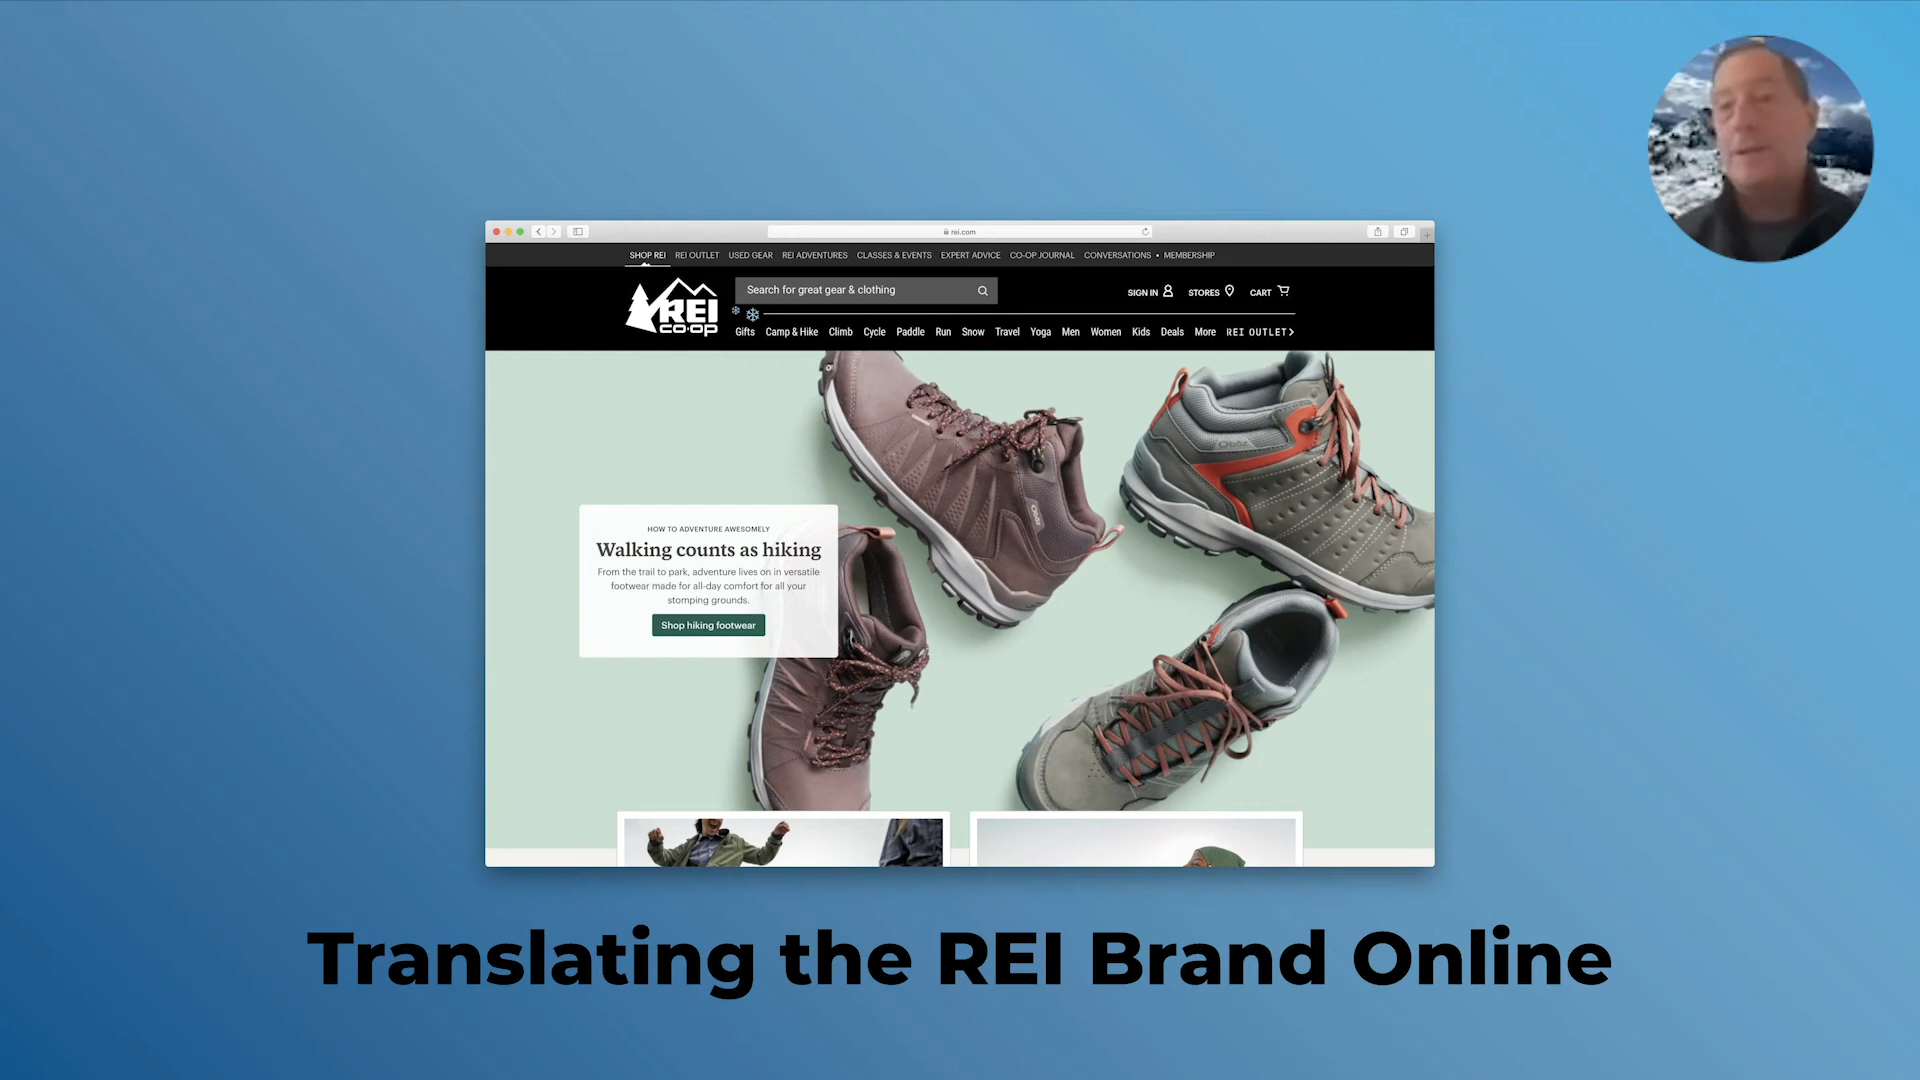 rei.com
SHOP REI REI OUTLET USED GEAR REI ADVENTURES CLASSES & EVENTS EXPERT ADVICE CO-OP JOURNAL CONVERSATIONS • MEMBERSHIP
REI
co·op
Search for great gear & clothing
SIGN IN STORES CART
Gifts Camp & Hike Climb Cycle Paddle Run Snow Travel Yoga Men Women Kids Deals More REI OUTLET
Oboz
Oboz
HOW TO ADVENTURE AWESOMELY
Walking counts as hiking
From the trail to park, adventure lives on in versatile
footwear made for all-day comfort for all your
stomping grounds.
Shop hiking footwear
Translating the REI Brand Online